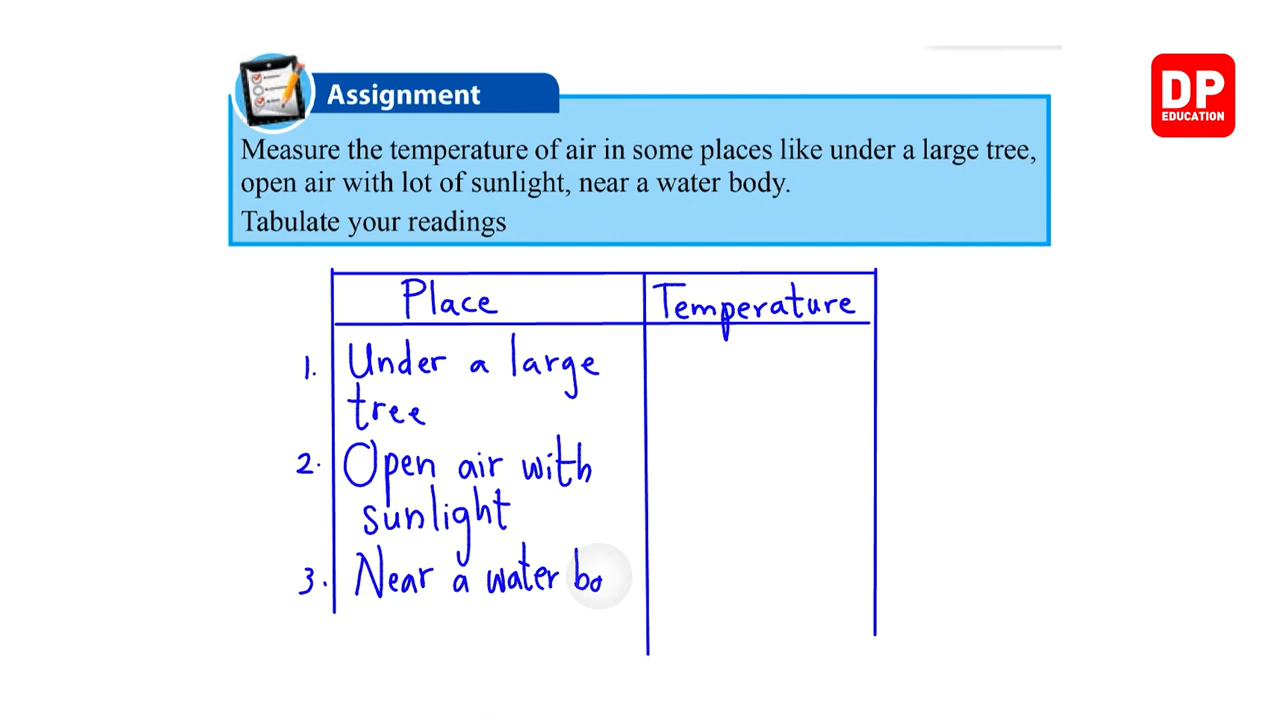 DP
EDUCATION
Assignment
Measure the temperature of air in some places like under a large tree,
open air with lot of sunlight, near a water body.
Tabulate your readings
Place Temperature
1. Under a large
tree
2. Open air with
sunlight
3. Near a water bo